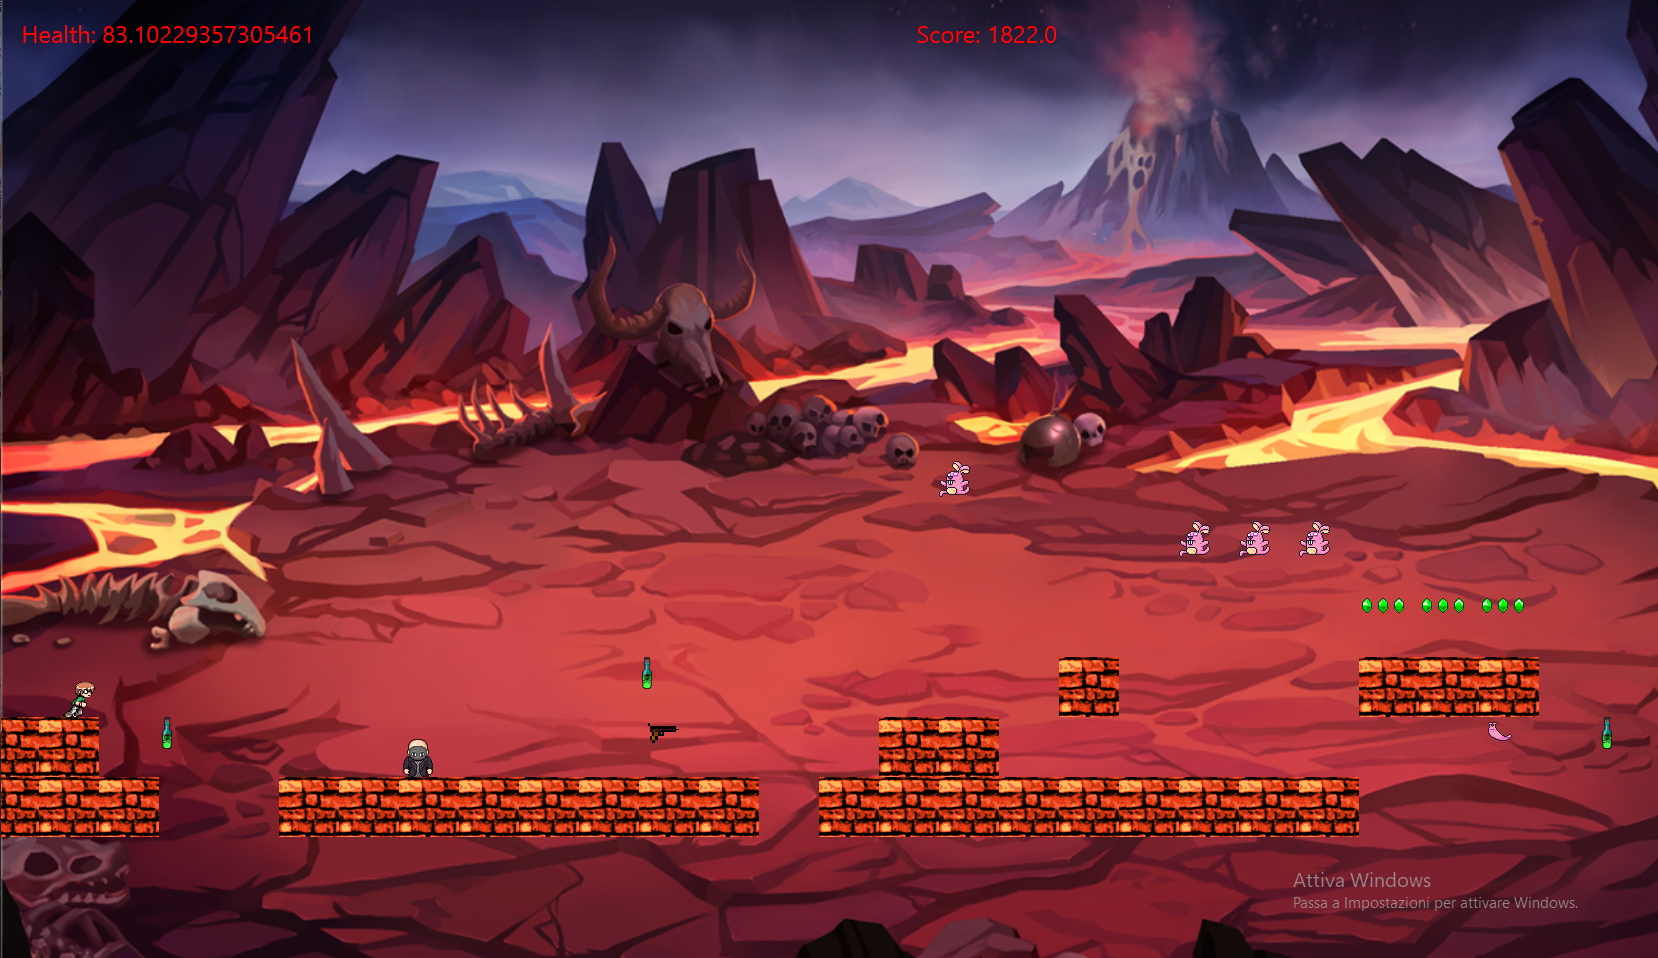 Health: 83.10229357305461
Score: 1822.0
Attiva Windows
Passa a Impostazioni per attivare Windows.